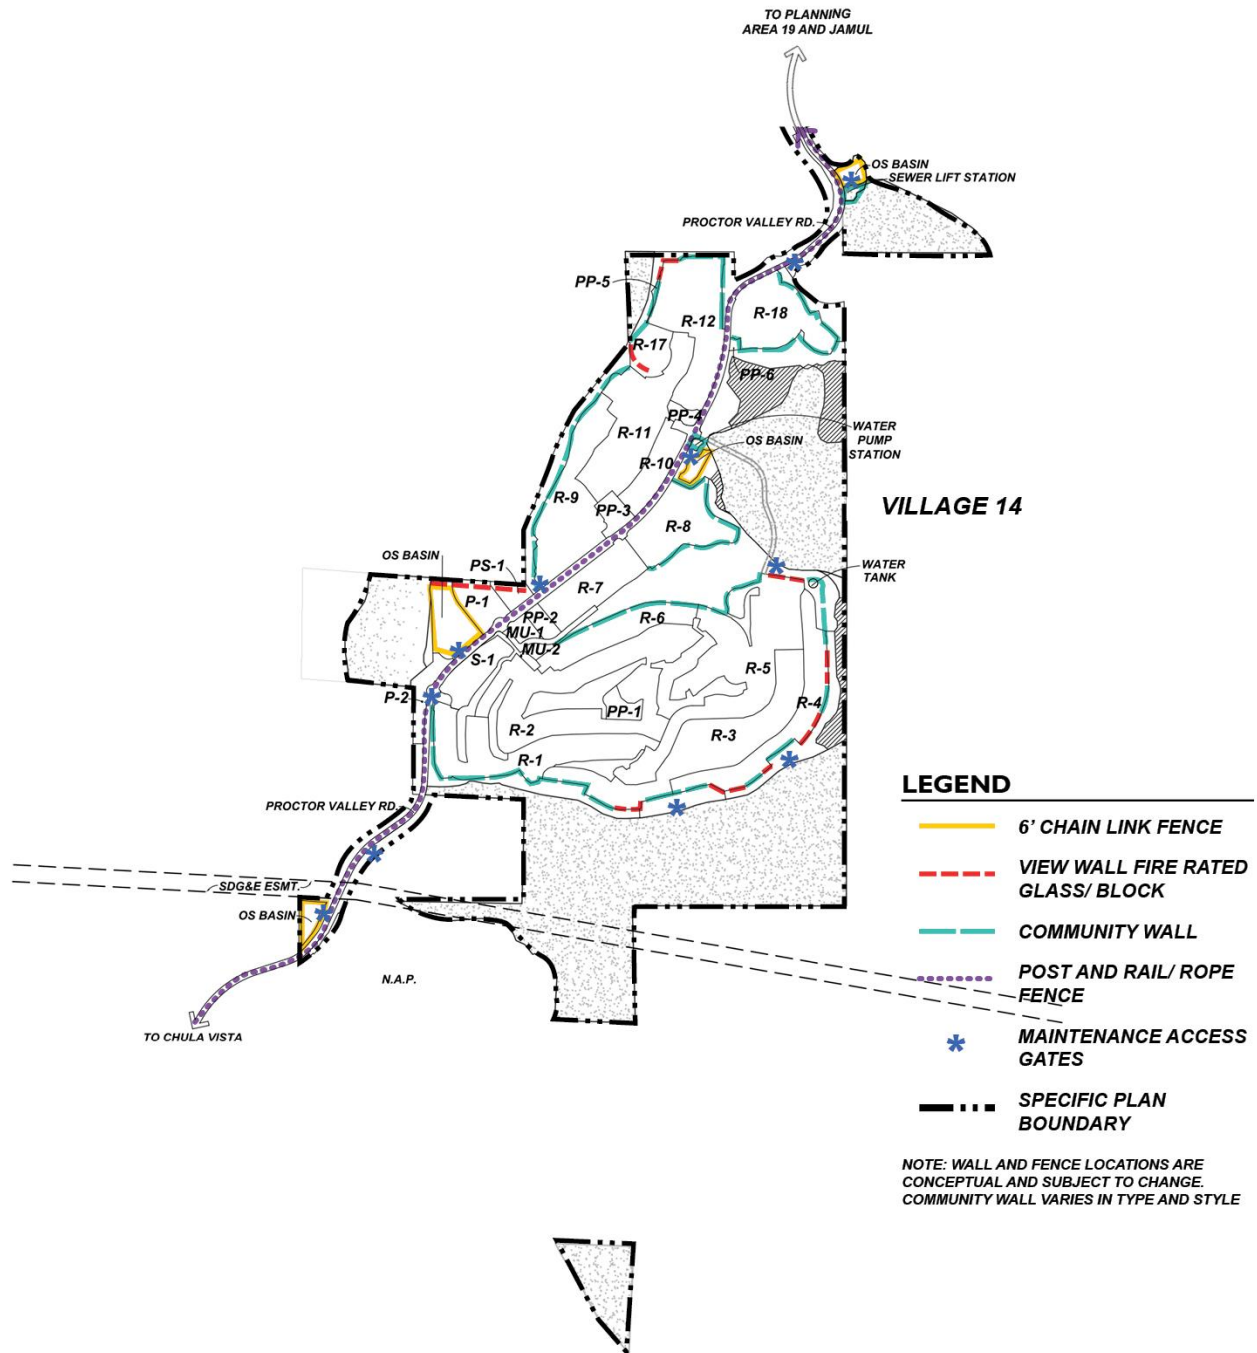 TO PLANNING
AREA 19 AND JAMUL
OS BASIN
SEWER LIFT STATION
PROCTOR VALLEY RD.
PP-5
R-12
R-18
R-17
PP-6
PP-4
WATER
PUMP
STATION
OS BASIN
R-11
R-10
R-9
PP-3
R-8
VILLAGE 14
OS BASIN
PS-1
P-1
R-7
WATER
TANK
PP-2
MU-1
MU-2
R-6
S-1
R-5
P-2
PP-1
R-4
R-2
R-3
R-1
PROCTOR VALLEY RD.
SDG&E ESMT.
OS BASIN
N.A.P.
TO CHULA VISTA
LEGEND
6' CHAIN LINK FENCE
VIEW WALL FIRE RATED
GLASS/ BLOCK
COMMUNITY WALL
POST AND RAIL/ ROPE
FENCE
MAINTENANCE ACCESS
GATES
SPECIFIC PLAN
BOUNDARY
NOTE: WALL AND FENCE LOCATIONS ARE
CONCEPTUAL AND SUBJECT TO CHANGE.
COMMUNITY WALL VARIES IN TYPE AND STYLE